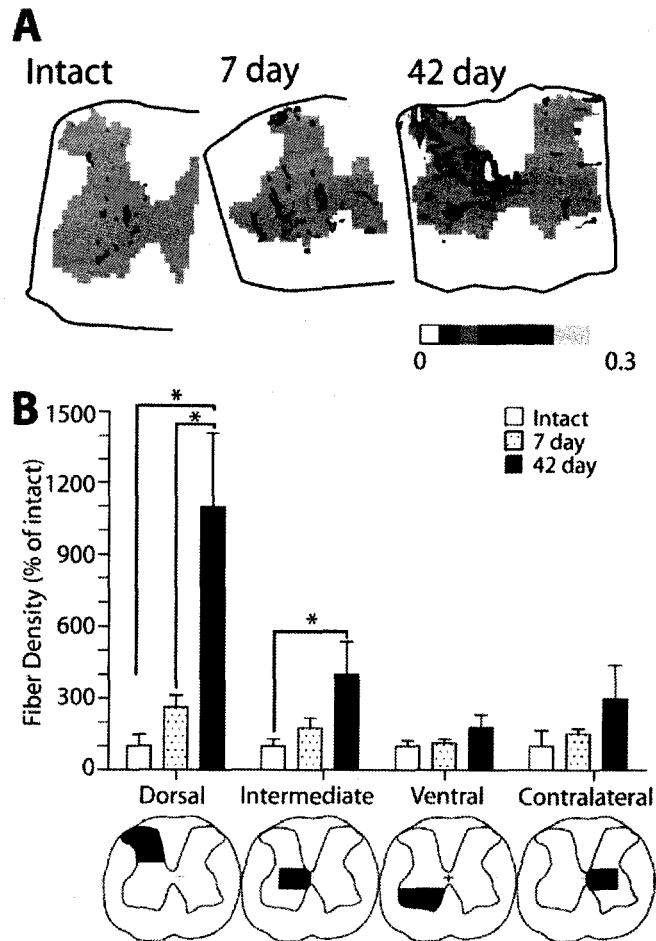 A
Intact
7 day
42 day
0
0.3
B
Fiber Density (% of intact)
1500
1200
900
600
300
0
*
*
*
Intact
7 day
42 day
Dorsal
Intermediate
Ventral
Contralateral